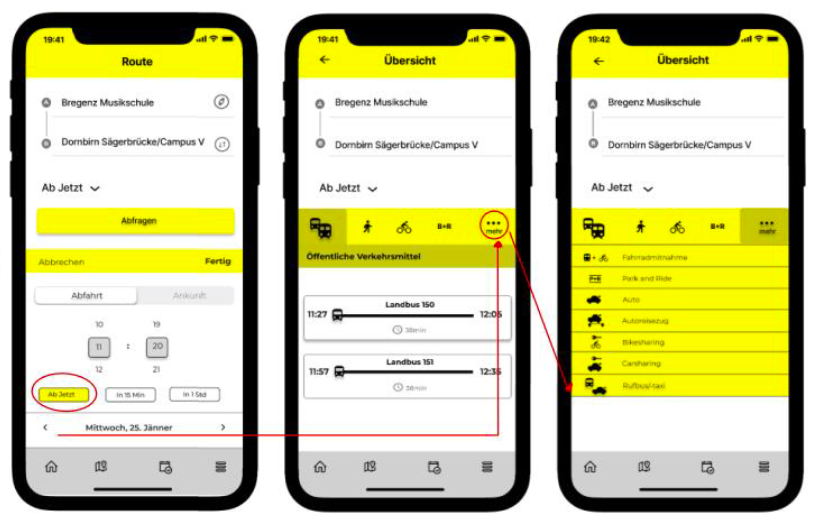 19:41
Route
A Bregenz Musikschule
B Dornbirn Sägerbrücke/Campus V
Ab Jetzt
Abfragen
Abbrechen Fertig
Abfahrt Ankunft
10 19
11 : 20
12 21
Ab Jetzt In 15 Min In 1 Std
< Mittwoch, 25. Jänner >
19:41
Übersicht
A Bregenz Musikschule
B Dornbirn Sägerbrücke/Campus V
Ab Jetzt
B+R mehr
Öffentliche Verkehrsmittel
Landbus 150
11:27 12:05
38min
Landbus 151
11:57 12:35
38min
19:42
Übersicht
A Bregenz Musikschule
B Dornbirn Sägerbrücke/Campus V
Ab Jetzt
B+R mehr
+ Fahrradmitnahme
P+R Park and Ride
Auto
Autoreisezug
Bikesharing
Carsharing
Rufbus/-taxi